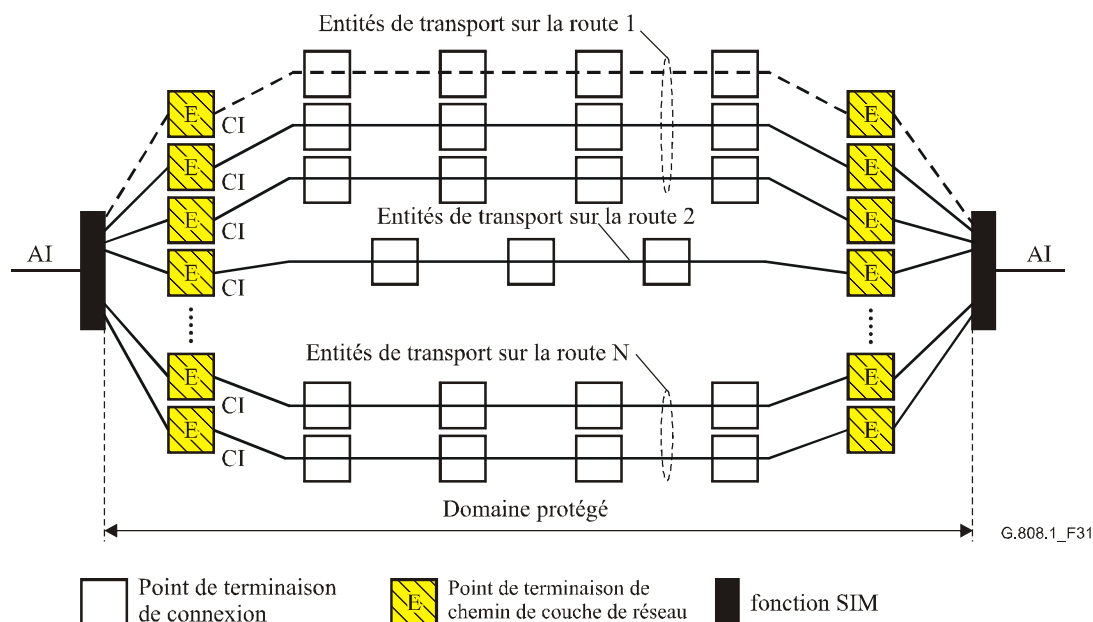 Entités de transport sur la route 1
E
E
CI
E
E
CI
E
E
CI
Entités de transport sur la route 2
AI
E
CI
E
AI
Entités de transport sur la route N
E
E
CI
E
E
CI
Domaine protégé
G.808.1_F31
Point de terminaison
de connexion
E
Point de terminaison de
chemin de couche de réseau
fonction SIM